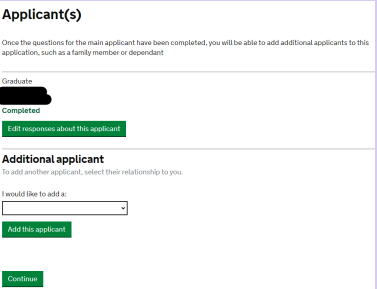 Applicant(s)
Once the questions for the main applicant have been completed, you will be able to add additional applicants to this
application, such as a family member or dependant
Graduate
Completed
Edit responses about this applicant
Additional applicant
To add another applicant, select their relationship to you.
I would like to add a:
Add this applicant
Continue